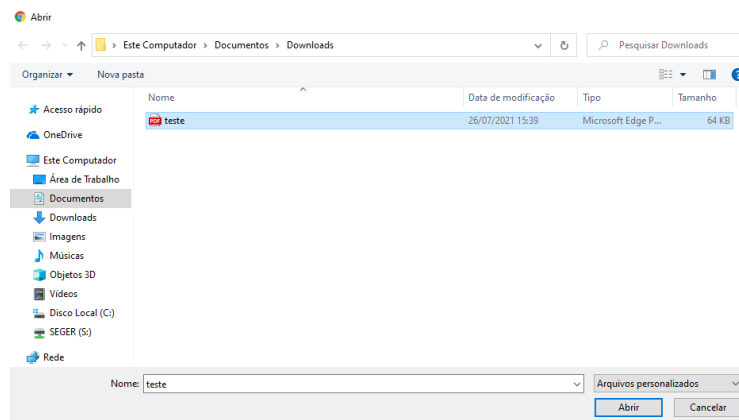 Abrir
Este Computador > Documentos > Downloads
Pesquisar Downloads
Organizar
Nova pasta
Nome Data de modificação Tipo Tamanho
Acesso rápido
OneDrive
Este Computador
Área de Trabalho
Documentos
Downloads
Imagens
Músicas
Objetos 3D
Vídeos
Disco Local (C:)
SEGER (S:)
Rede
PDF teste 26/07/2021 15:39 Microsoft Edge P... 64 KB
Nome: teste
Arquivos personalizados
Abrir Cancelar